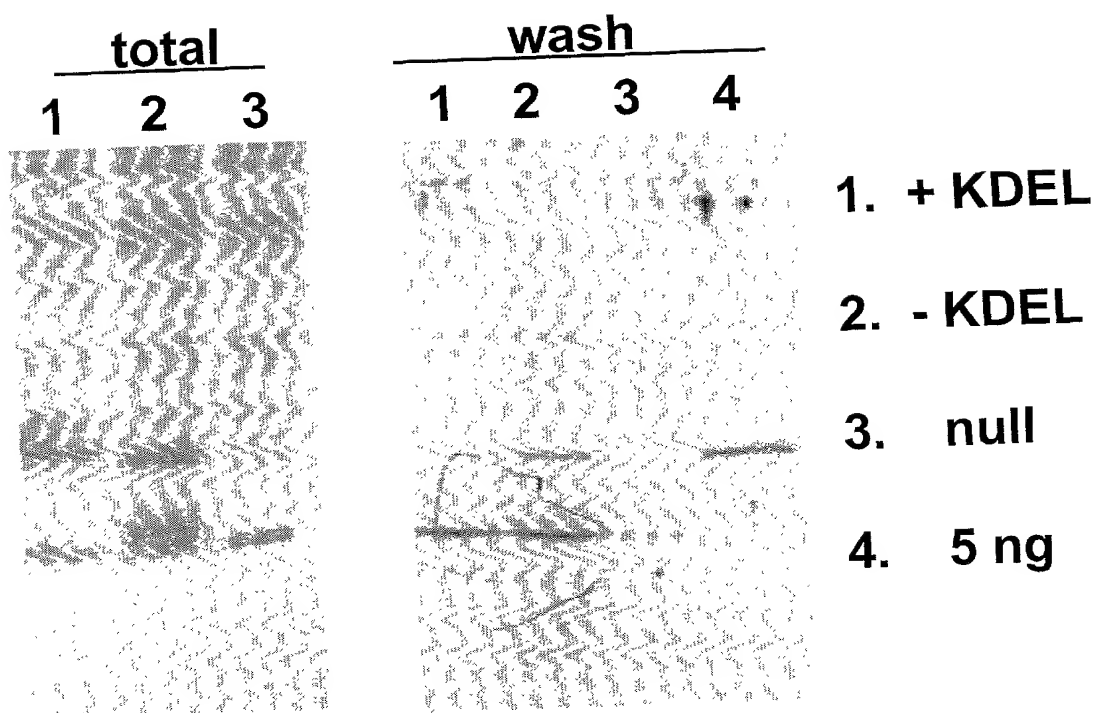 total
1 2 3
wash
1 2 3 4
1. + KDEL
2. - KDEL
3. null
4. 5 ng